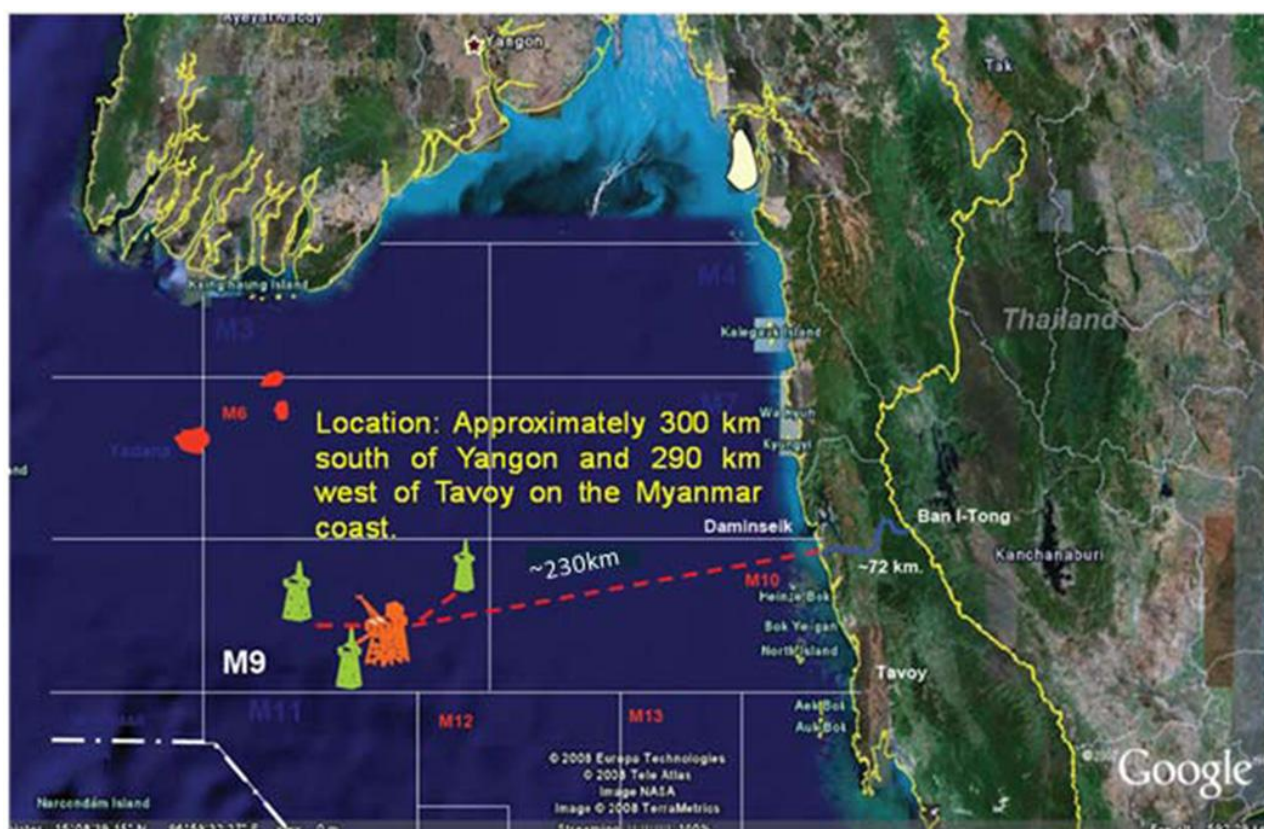 Yangon
Tak
Thailand
M4
M3
Kalegauk Island
M7
M6
Yadana
Location: Approximately 300 km
south of Yangon and 290 km
west of Tavoy on the Myanmar
coast.
Kyungyi
Daminseik
Ban I-Tong
Kanchanaburi
~230km
~72 km.
M10
Heinze Bok
Bok Ye-gan
North Island
M9
Tavoy
M11
M12
M13
Auk Bok
© 2008 Europa Technologies
© 2008 Tele Atlas
Image NASA
Image © 2008 TerraMetrics
Google
Narcondam Island